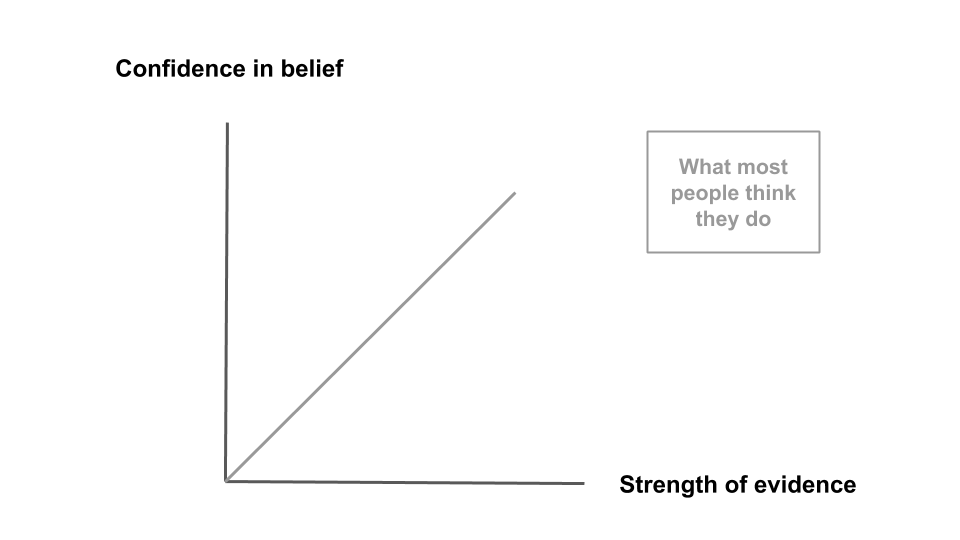 Confidence in belief
What most
people think
they do
Strength of evidence